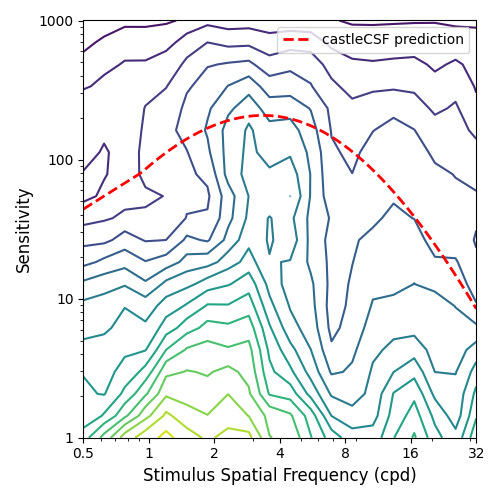 1000
castleCSF prediction
100
Sensitivity
10
1
0.5 1 2 4 8 16 32
Stimulus Spatial Frequency (cpd)